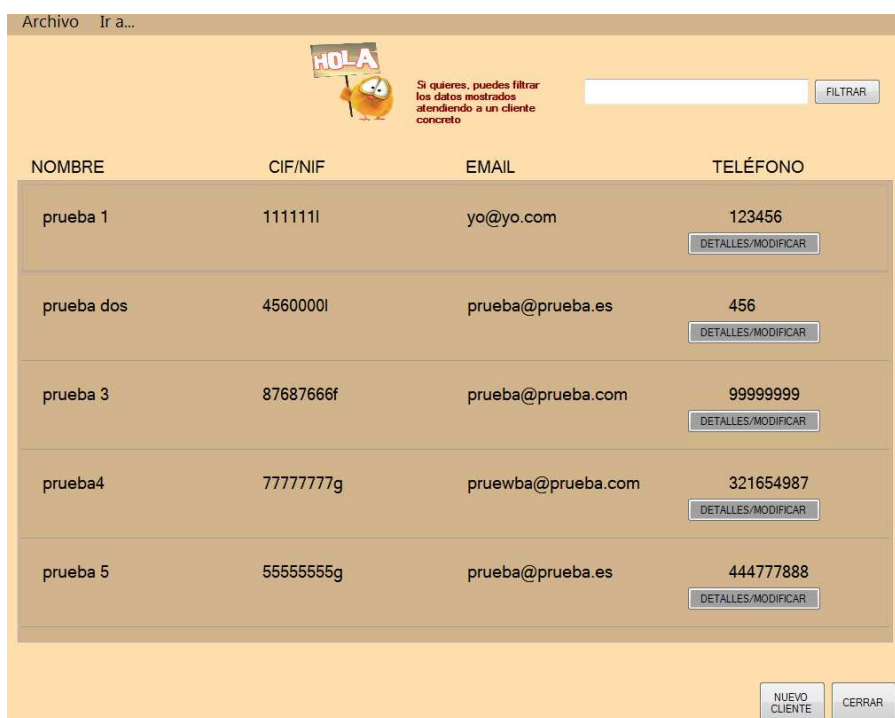 Archivo Ir a...
HOLA
Si quieres, puedes filtrar
los datos mostrados
atendiendo a un cliente
concreto
FILTRAR
NOMBRE CIF/NIF EMAIL TELÉFONO
prueba 1 111111l yo@yo.com 123456
DETALLES/MODIFICAR
prueba dos 4560000l prueba@prueba.es 456
DETALLES/MODIFICAR
prueba 3 87687666f prueba@prueba.com 99999999
DETALLES/MODIFICAR
prueba4 77777777g pruewba@prueba.com 321654987
DETALLES/MODIFICAR
prueba 5 55555555g prueba@prueba.es 444777888
DETALLES/MODIFICAR
NUEVO
CLIENTE
CERRAR